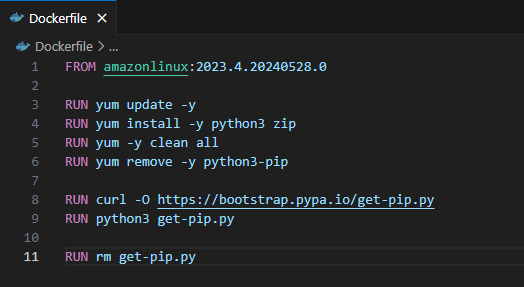 Dockerfile ×
Dockerfile > ...
1 FROM amazonlinux:2023.4.20240528.0
2
3 RUN yum update -y
4 RUN yum install -y python3 zip
5 RUN yum -y clean all
6 RUN yum remove -y python3-pip
7
8 RUN curl -O https://bootstrap.pypa.io/get-pip.py
9 RUN python3 get-pip.py
10
11 RUN rm get-pip.py